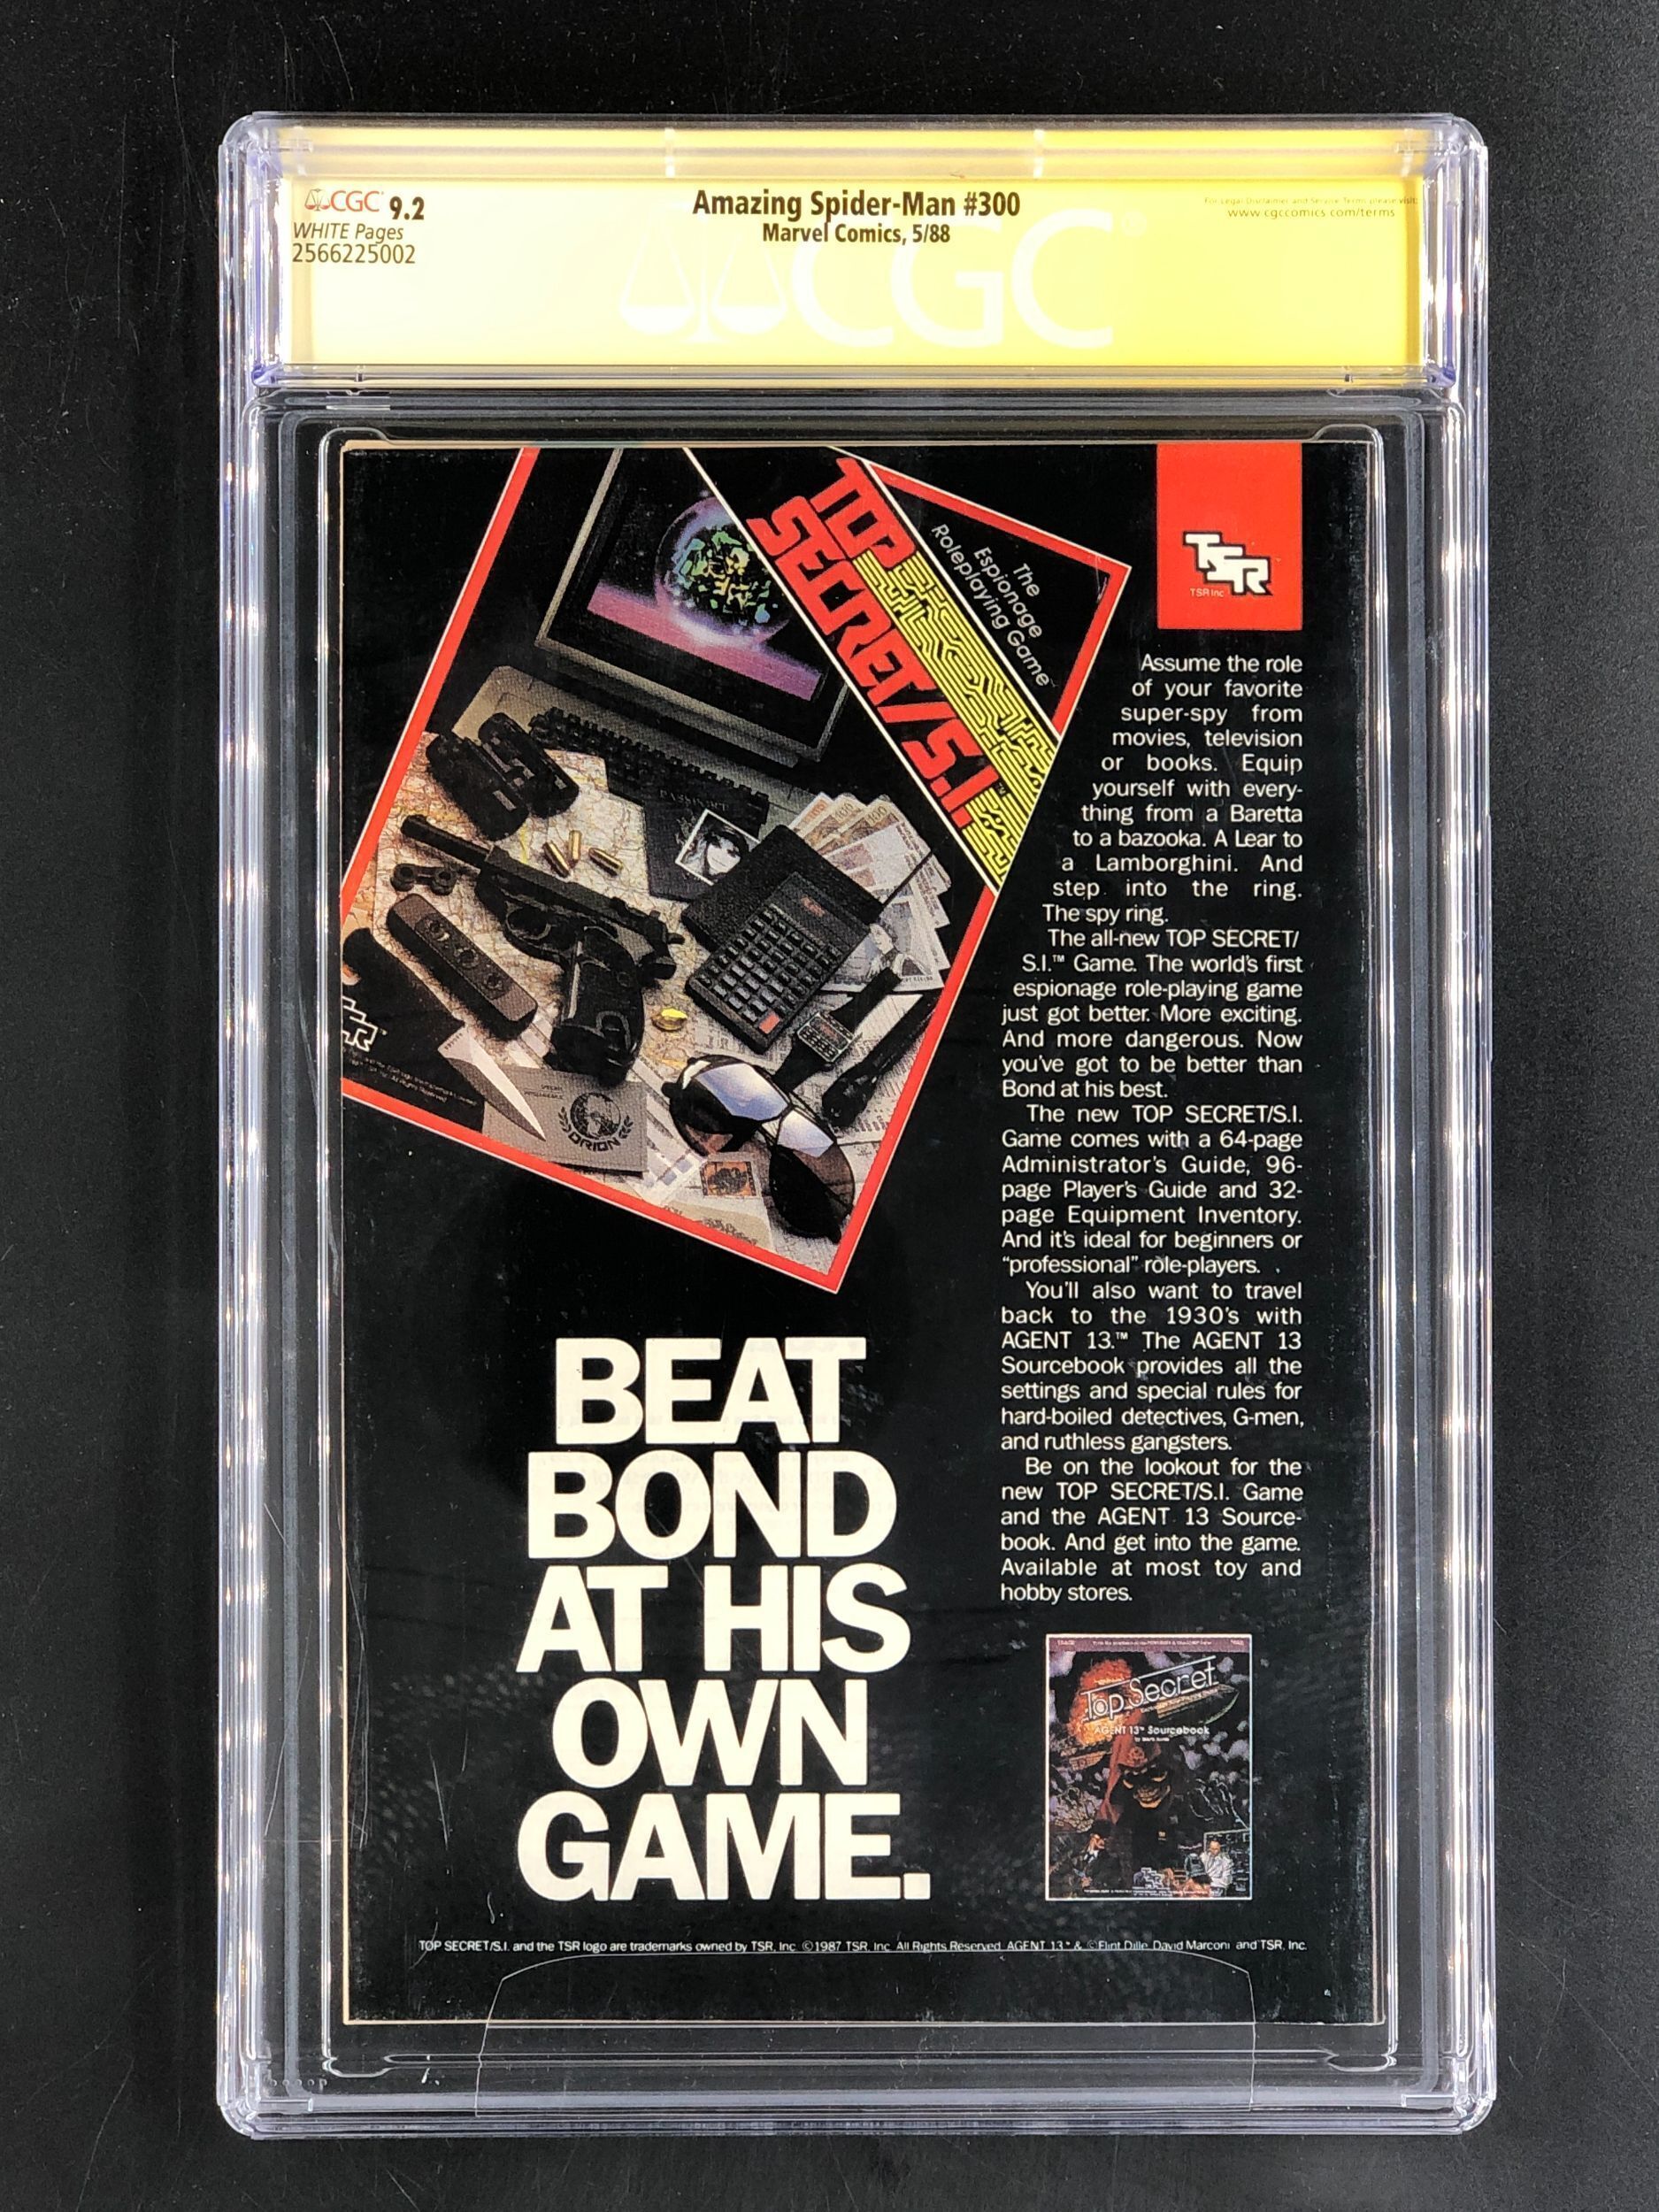 CGC 9.2
WHITE Pages
2566225002
Amazing Spider-Man #300
Marvel Comics, 5/88
For Legal Disclaimer and Service Terms please visit:
www.cgccomics.com/terms
CGC
TOP
SECRET/S.I.™
The
Espionage
Roleplaying Game™
TSR
TSR Inc
ORION
Assume the role
of your favorite
super-spy from
movies, television
or books. Equip
yourself with every-
thing from a Baretta
to a bazooka. A Lear to
a Lamborghini. And
step into the ring.
The spy ring.
The all-new TOP SECRET/
S.I.™ Game. The world's first
espionage role-playing game
just got better. More exciting.
And more dangerous. Now
you've got to be better than
Bond at his best.
The new TOP SECRET/S.I.
Game comes with a 64-page
Administrator's Guide, 96-
page Player's Guide and 32-
page Equipment Inventory.
And it's ideal for beginners or
“professional” role-players.
You'll also want to travel
back to the 1930's with
AGENT 13.™ The AGENT 13
Sourcebook provides all the
settings and special rules for
hard-boiled detectives, G-men,
and ruthless gangsters.
Be on the lookout for the
new TOP SECRET/S.I. Game
and the AGENT 13 Source-
book. And get into the game.
Available at most toy and
hobby stores.
BEAT
BOND
AT HIS
OWN
GAME.
Top Secret
AGENT 13™ Sourcebook
TOP SECRET/S.I. and the TSR logo are trademarks owned by TSR, Inc. ©1987 TSR, Inc. All Rights Reserved. AGENT 13™ & © Flint Dille, David Marconi and TSR, Inc.